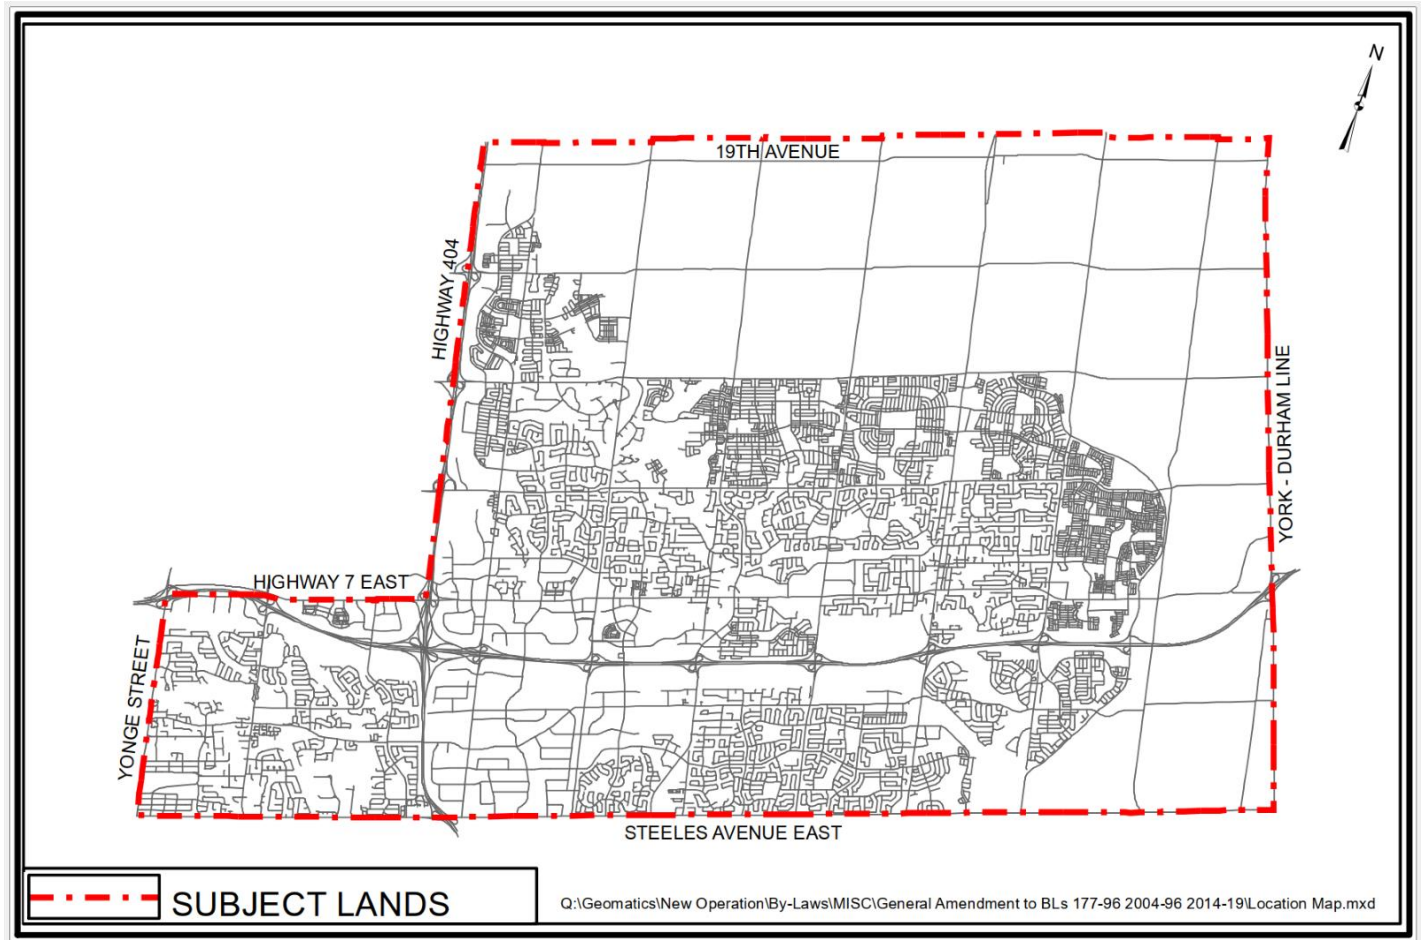 N
19TH AVENUE
HIGHWAY 404
YORK - DURHAM LINE
HIGHWAY 7 EAST
YONGE STREET
STEELES AVENUE EAST
SUBJECT LANDS
Q:\Geomatics\New Operation\By-Laws\MISC\General Amendment to BLs 177-96 2004-96 2014-19\Location Map.mxd